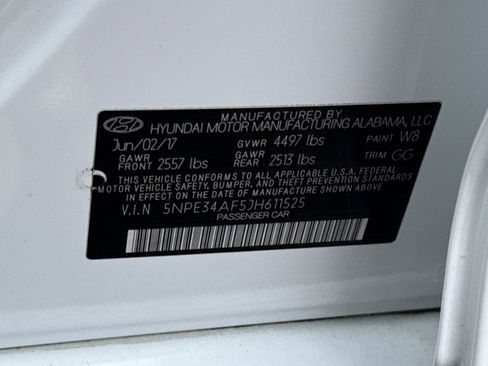 MANUFACTURED BY
HYUNDAI MOTOR MANUFACTURING ALABAMA, LLC
Jun/02/17 GVWR 4497 lbs PAINT W8
GAWR FRONT 2557 lbs GAWR REAR 2513 lbs TRIM GG
THIS VEHICLE CONFORMS TO ALL APPLICABLE U.S.A FEDERAL
MOTOR VEHICLE SAFETY, BUMPER, AND THEFT PREVENTION STANDARDS
IN EFFECT ON THE DATE OF MANUFACTURE SHOWN ABOVE.
V.I.N 5NPE34AF5JH611525
PASSENGER CAR